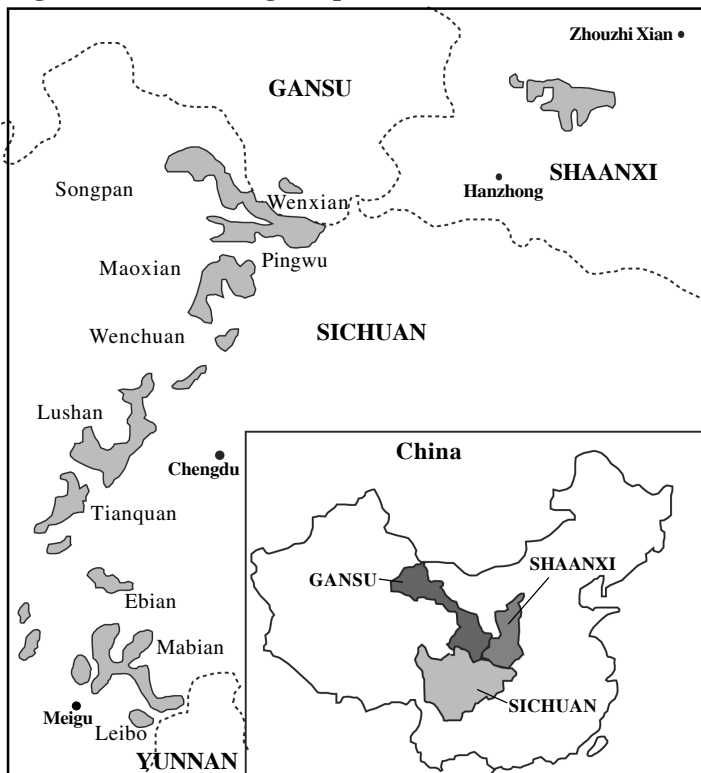 Zhouzhi Xian
GANSU
SHAANXI
Hanzhong
Songpan
Wenxian
Pingwu
Maoxian
Wenchuan
SICHUAN
Lushan
Chengdu
Tianquan
Ebian
Mabian
Meigu
Leibo
YUNNAN
China
SHAANXI
GANSU
SICHUAN